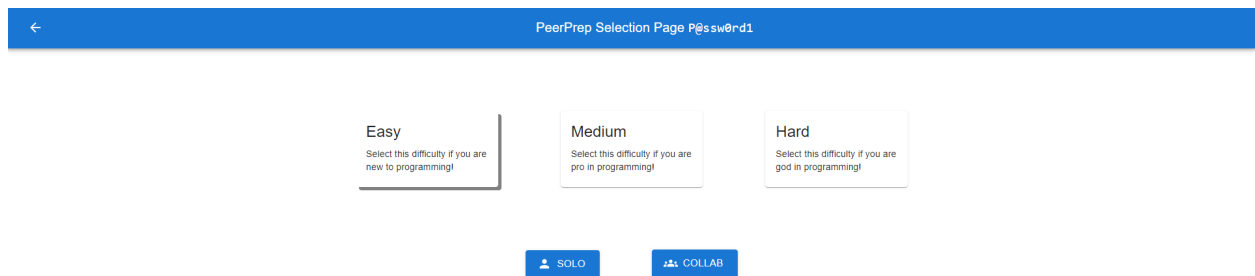 PeerPrep Selection Page P@ssw0rd1
Easy
Select this difficulty if you are
new to programming!
Medium
Select this difficulty if you are
pro in programming!
Hard
Select this difficulty if you are
god in programming!
SOLO
COLLAB